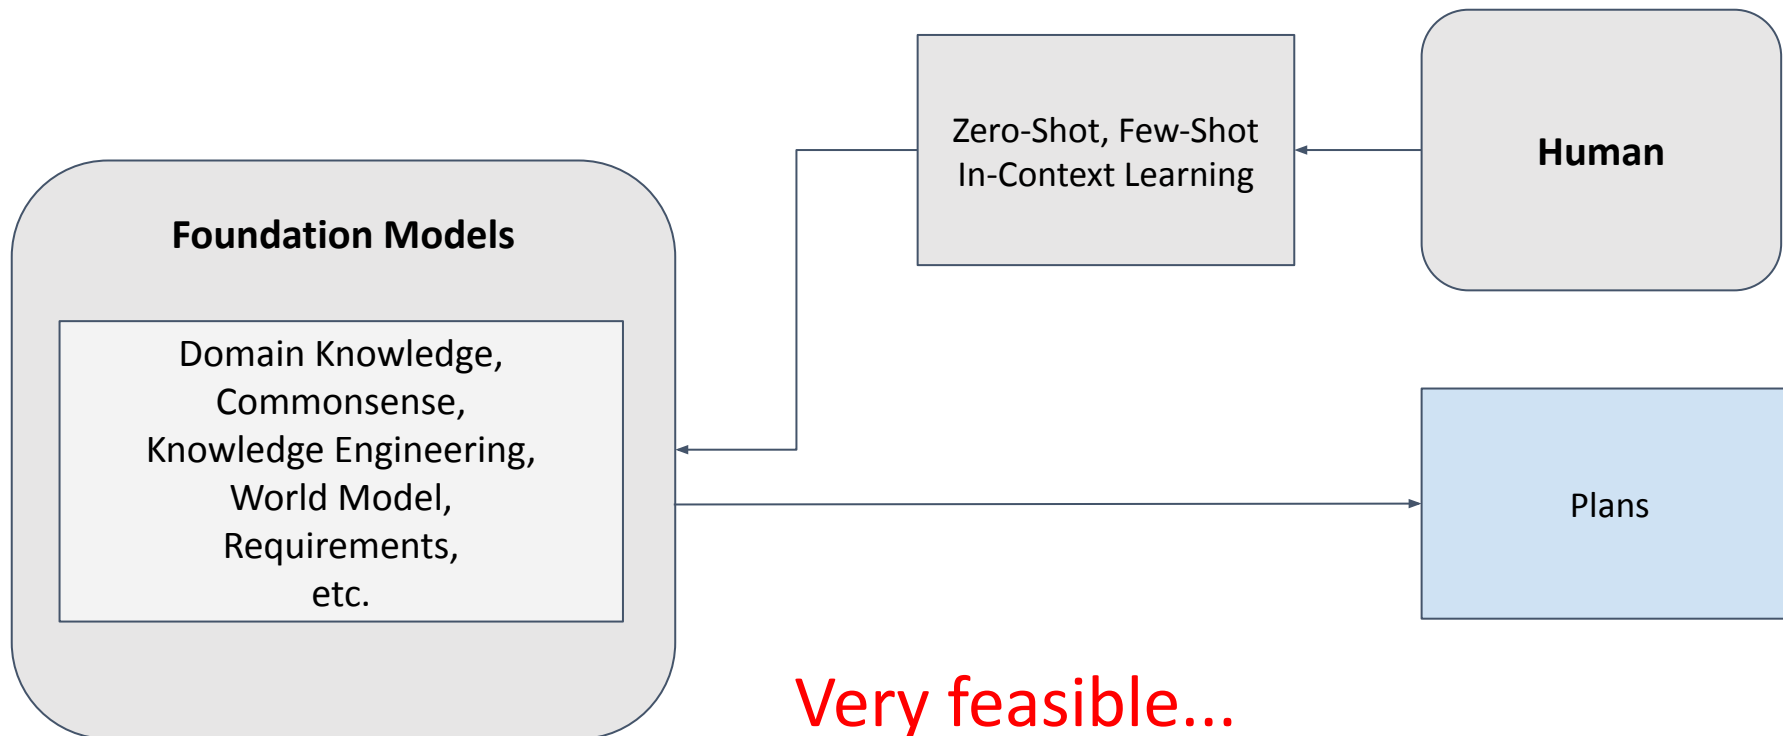 Zero-Shot, Few-Shot
In-Context Learning
Human
Foundation Models
Domain Knowledge,
Commonsense,
Knowledge Engineering,
World Model,
Requirements,
etc.
Plans
Very feasible...